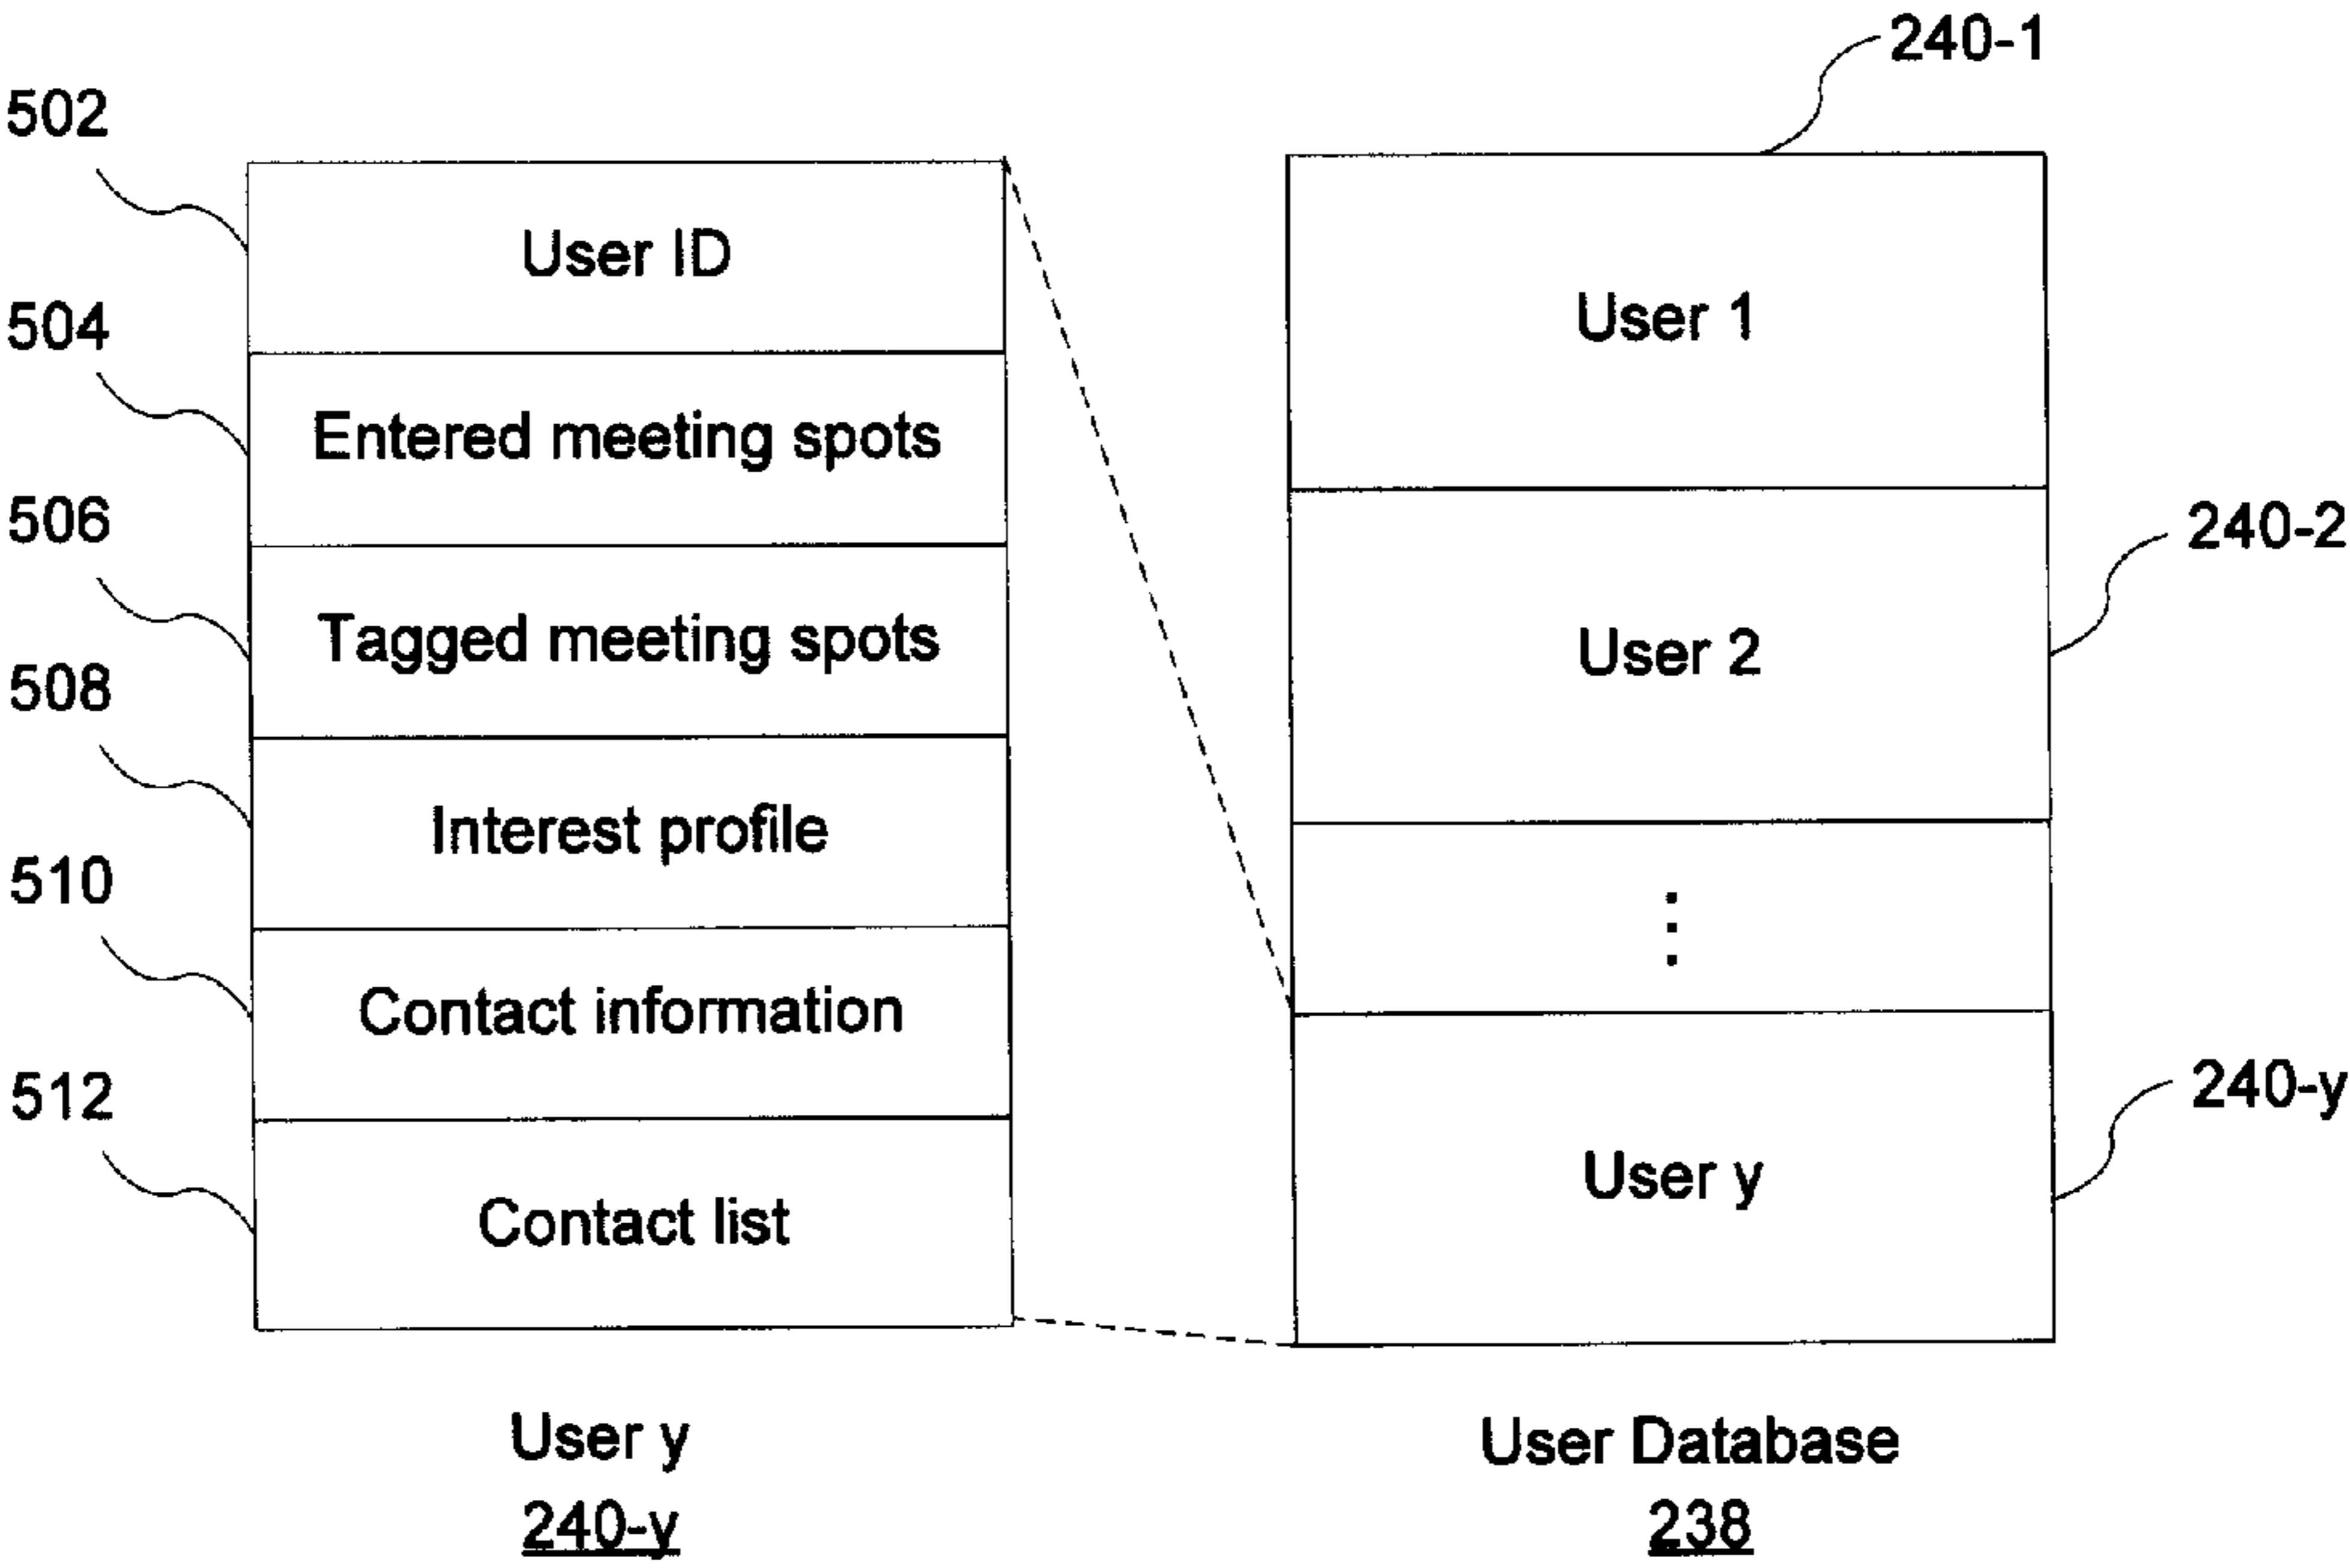 240-1
502
User ID
504
Entered meeting spots
506
Tagged meeting spots
508
Interest profile
510
Contact information
512
Contact list
User y
240-y
User 1
240-2
User 2
⋮
240-y
User y
User Database
238